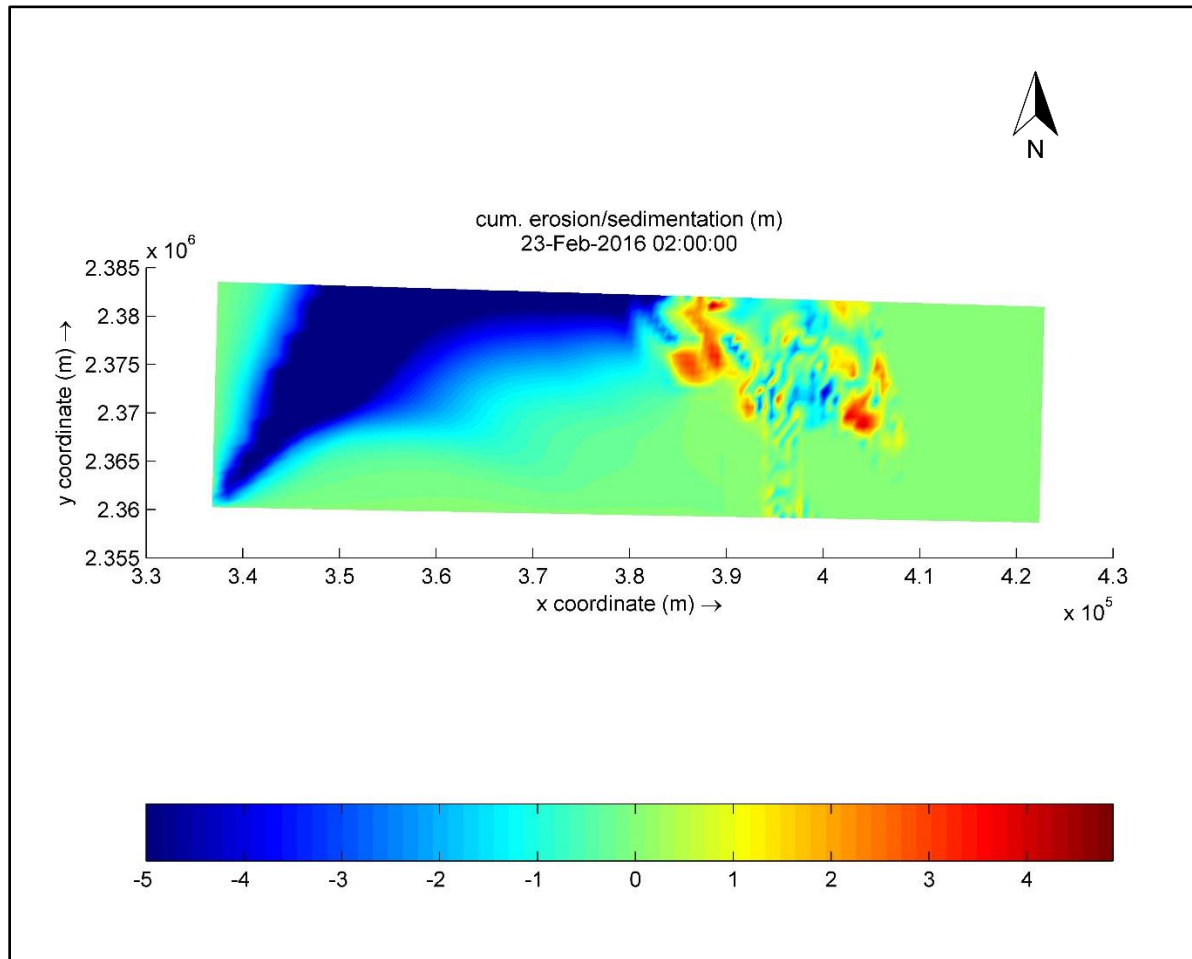 N
cum. erosion/sedimentation (m)
23-Feb-2016 02:00:00
x 10^6
2.385
2.38
2.375
2.37
2.365
2.36
2.355
y coordinate (m) →
3.3 3.4 3.5 3.6 3.7 3.8 3.9 4 4.1 4.2 4.3
x coordinate (m) →
x 10^5
-5 -4 -3 -2 -1 0 1 2 3 4